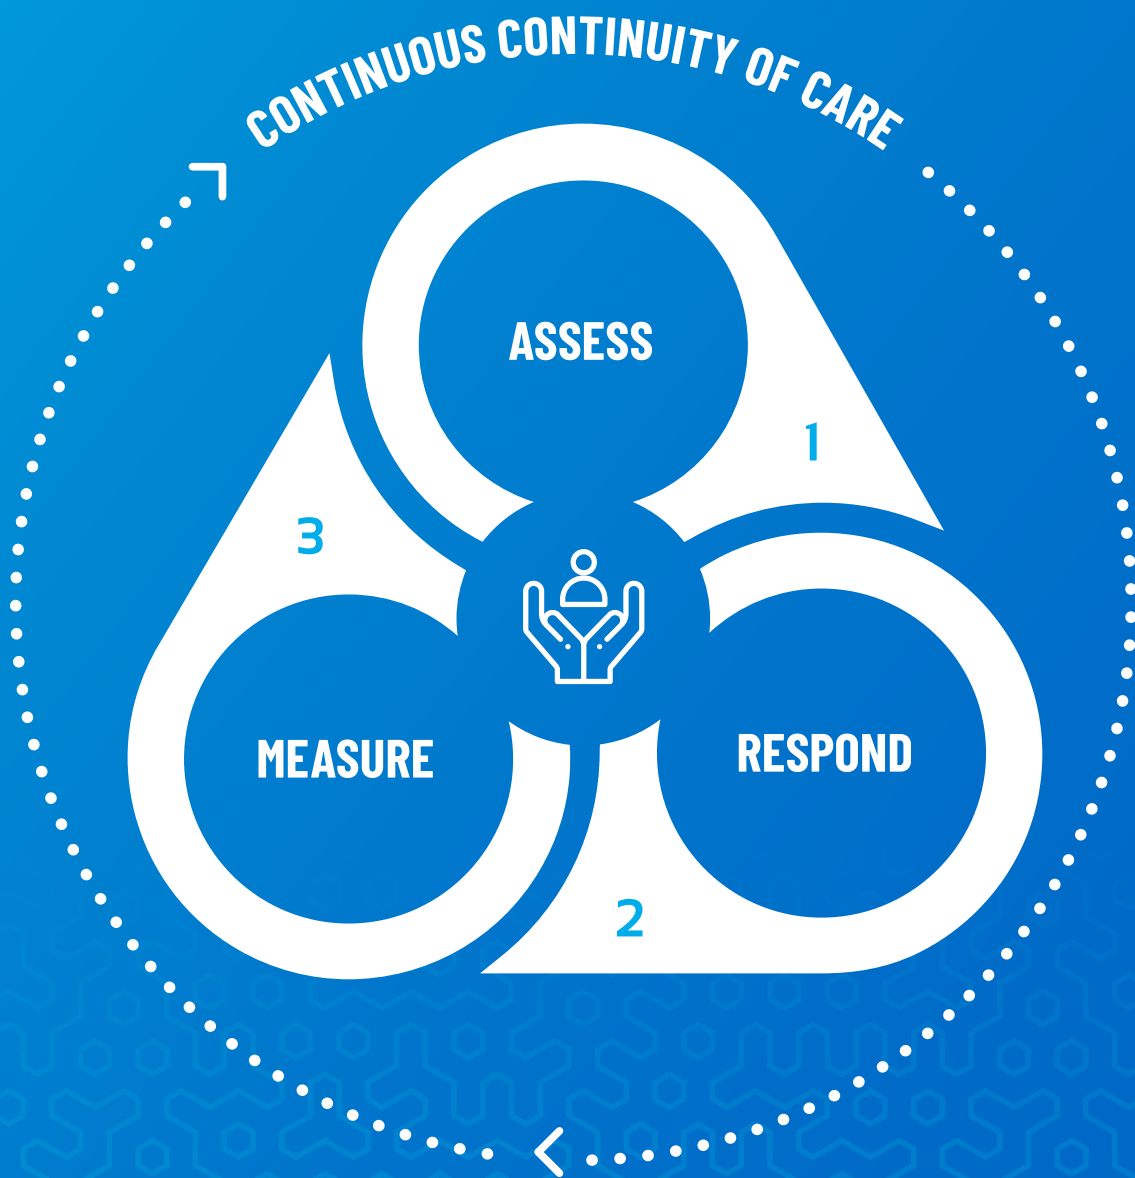 CONTINUOUS CONTINUITY OF CARE
ASSESS
1
RESPOND
2
MEASURE
3